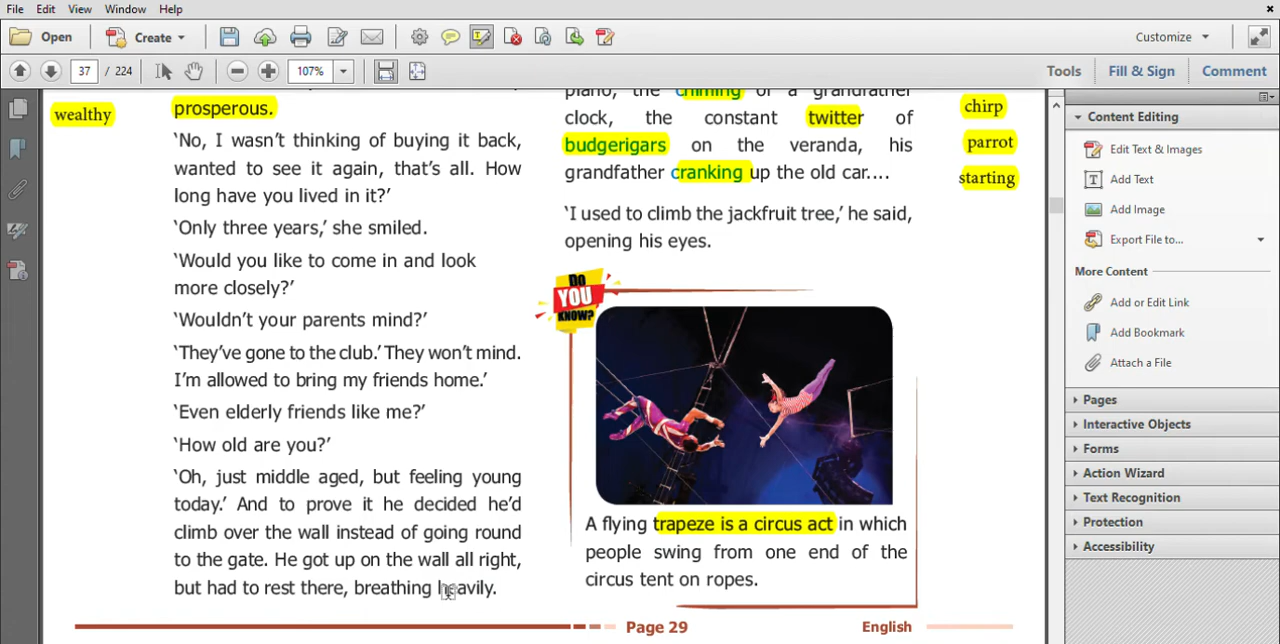 File Edit View Window Help
×
Open Create Customize
37 / 224 107% Tools Fill & Sign Comment
wealthy
prosperous.
‘No, I wasn’t thinking of buying it back,
wanted to see it again, that’s all. How
long have you lived in it?’
‘Only three years,’ she smiled.
‘Would you like to come in and look
more closely?’
‘Wouldn’t your parents mind?’
‘They’ve gone to the club.’ They won’t mind.
I’m allowed to bring my friends home.’
‘Even elderly friends like me?’
‘How old are you?’
‘Oh, just middle aged, but feeling young
today.’ And to prove it he decided he’d
climb over the wall instead of going round
to the gate. He got up on the wall all right,
but had to rest there, breathing heavily.
piano, the chiming of a grandfather
clock, the constant twitter of
budgerigars on the veranda, his
grandfather cranking up the old car....
‘I used to climb the jackfruit tree,’ he said,
opening his eyes.
chirp
parrot
starting
DO
YOU
KNOW?
A flying trapeze is a circus act in which
people swing from one end of the
circus tent on ropes.
Page 29 English
Content Editing
Edit Text & Images
Add Text
Add Image
Export File to...
More Content
Add or Edit Link
Add Bookmark
Attach a File
Pages
Interactive Objects
Forms
Action Wizard
Text Recognition
Protection
Accessibility